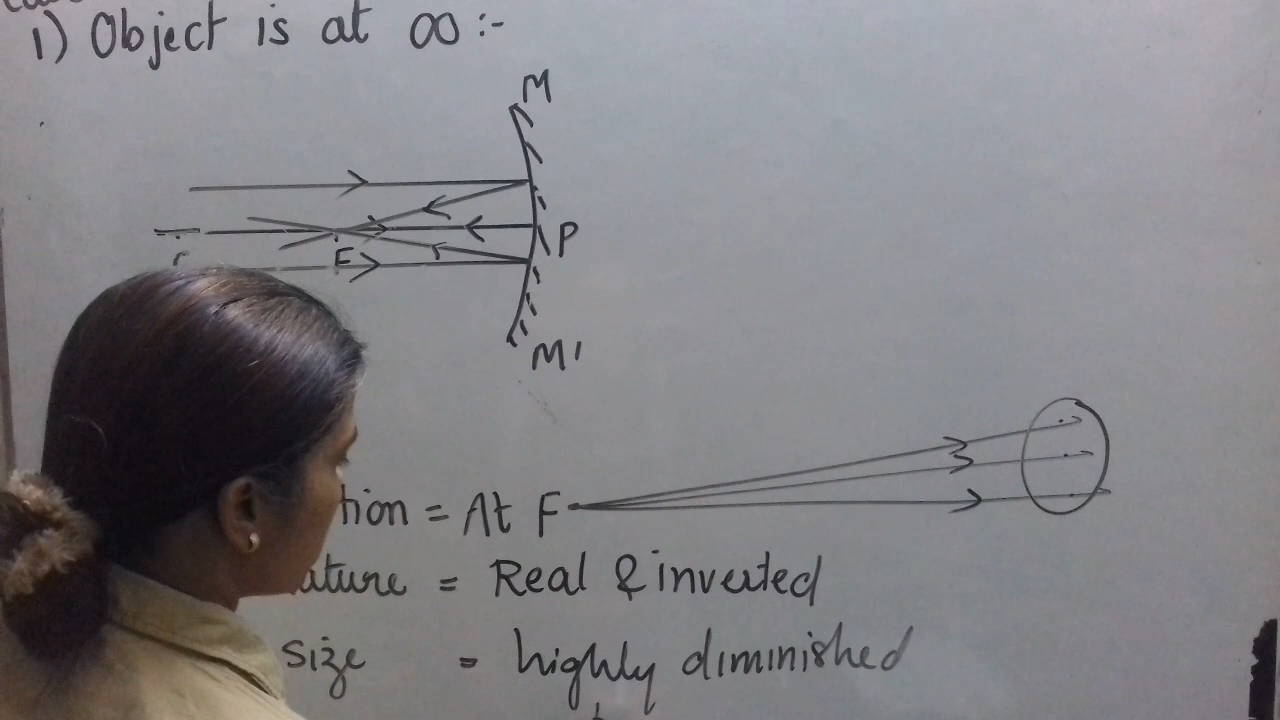 1) Object is at ∞ :-
M
P
F
M'
tion = At F
ature = Real & inverted
size = highly diminished